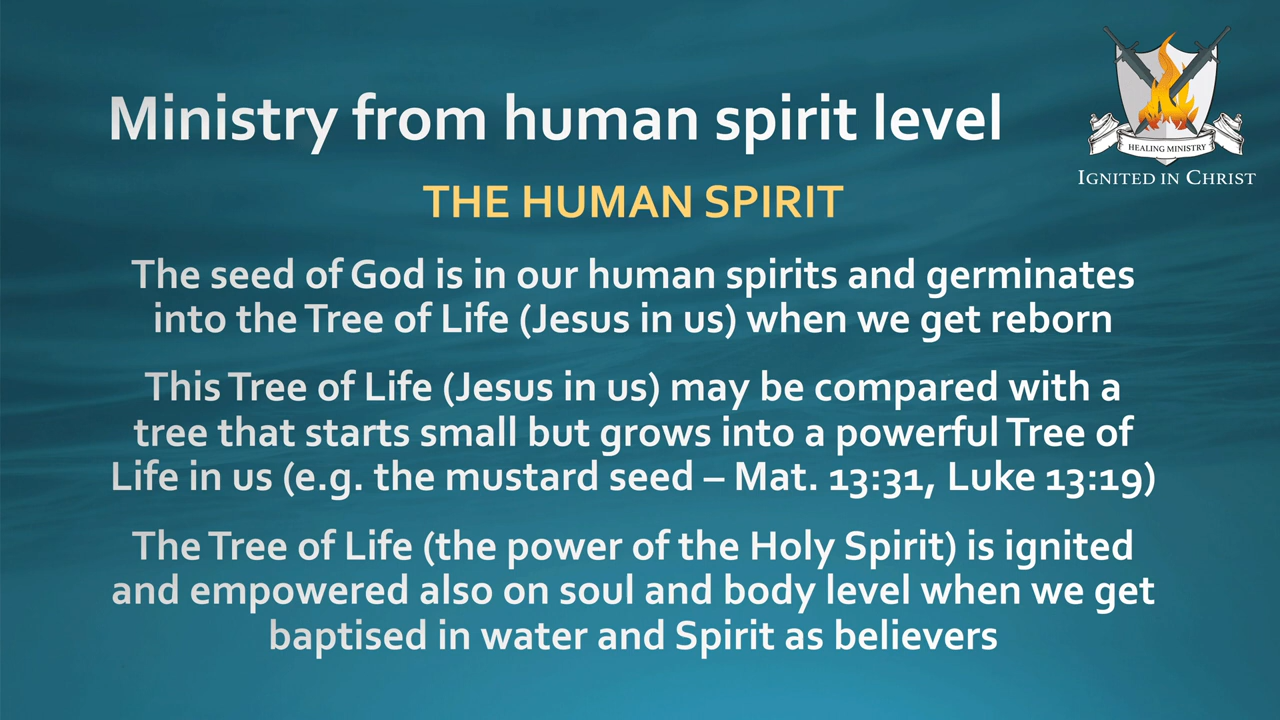 Ministry from human spirit level
HEALING MINISTRY
IGNITED IN CHRIST
THE HUMAN SPIRIT
The seed of God is in our human spirits and germinates
into the Tree of Life (Jesus in us) when we get reborn
This Tree of Life (Jesus in us) may be compared with a
tree that starts small but grows into a powerful Tree of
Life in us (e.g. the mustard seed – Mat. 13:31, Luke 13:19)
The Tree of Life (the power of the Holy Spirit) is ignited
and empowered also on soul and body level when we get
baptised in water and Spirit as believers